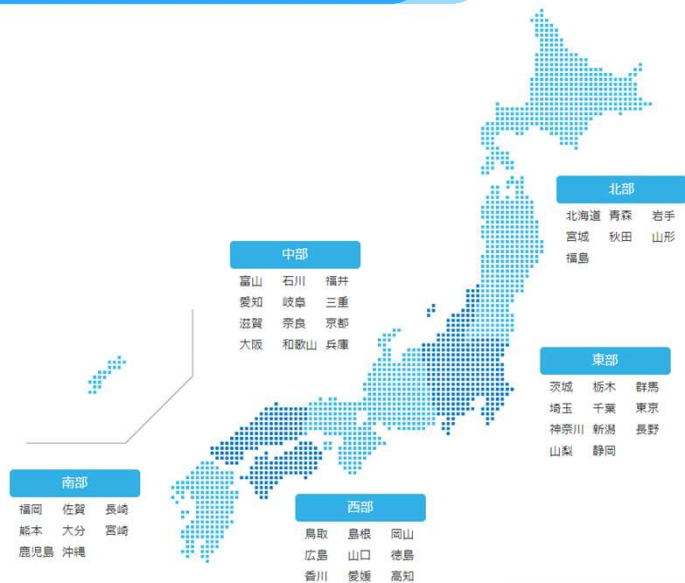 北部
北海道 青森 岩手
宮城 秋田 山形
福島
中部
富山 石川 福井
愛知 岐阜 三重
滋賀 奈良 京都
大阪 和歌山 兵庫
東部
茨城 栃木 群馬
埼玉 千葉 東京
神奈川 新潟 長野
山梨 静岡
南部
福岡 佐賀 長崎
熊本 大分 宮崎
鹿児島 沖縄
西部
鳥取 島根 岡山
広島 山口 徳島
香川 愛媛 高知